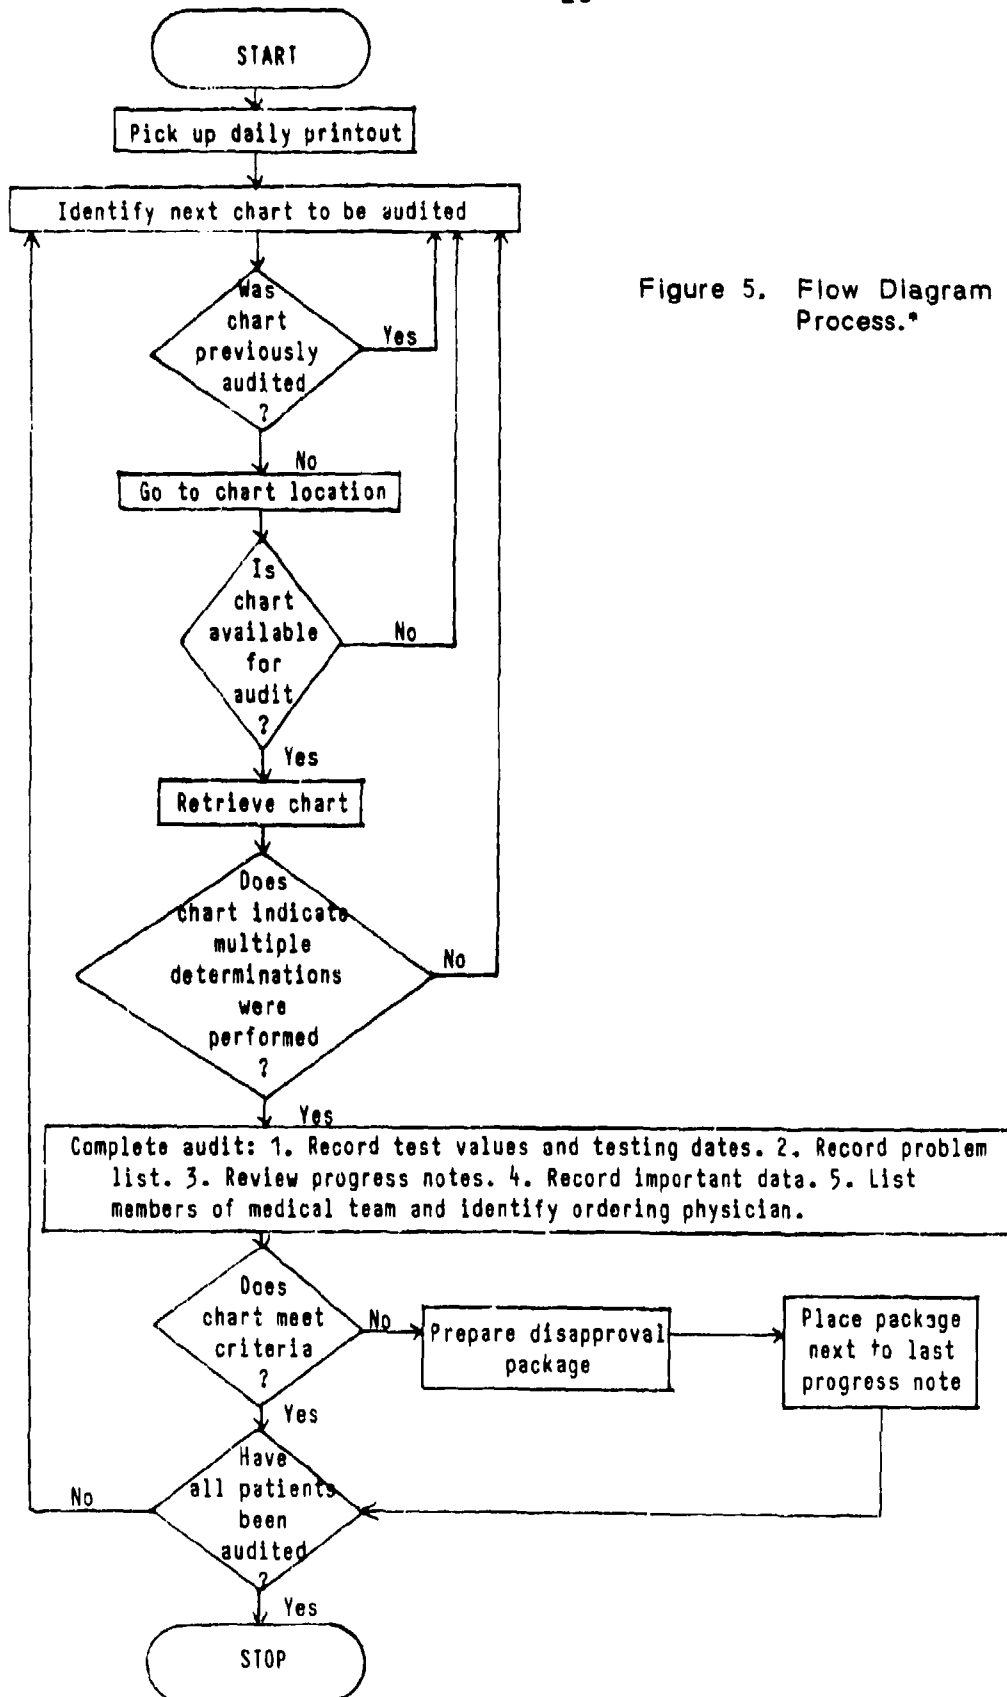 START
Pick up daily printout
Identify next chart to be audited
Was
chart
previously
audited
?
Yes
No
Figure 5. Flow Diagram
Process.*
Go to chart location
Is
chart
available
for
audit
?
No
Yes
Retrieve chart
Does
chart indicate
multiple
determinations
were
performed
?
No
Yes
Complete audit: 1. Record test values and testing dates. 2. Record problem
list. 3. Review progress notes. 4. Record important data. 5. List
members of medical team and identify ordering physician.
Does
chart meet
criteria
?
No
Prepare disapproval
package
Place package
next to last
progress note
Yes
Have
all patients
been
audited
?
No
Yes
STOP